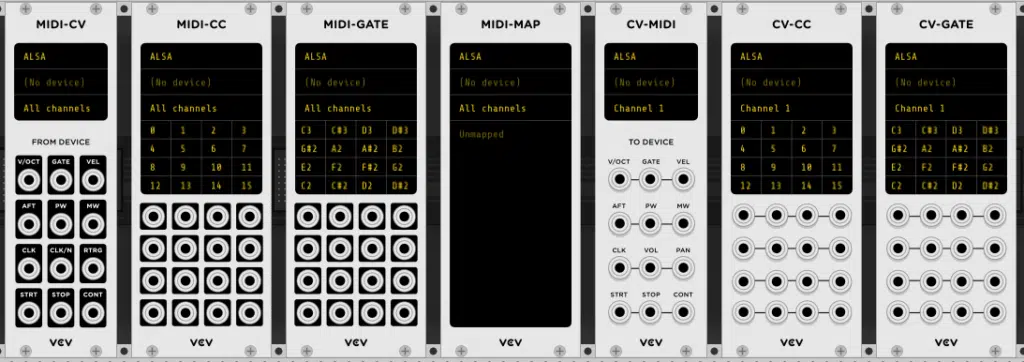 MIDI-CV
ALSA
(No device)
All channels
FROM DEVICE
V/OCT GATE VEL
AFT PW MW
CLK CLK/N RTRG
STRT STOP CONT
VCV
MIDI-CC
ALSA
(No device)
All channels
0 1 2 3
4 5 6 7
8 9 10 11
12 13 14 15
VCV
MIDI-GATE
ALSA
(No device)
All channels
C3 C#3 D3 D#3
G#2 A2 A#2 B2
E2 F2 F#2 G2
C2 C#2 D2 D#2
VCV
MIDI-MAP
ALSA
(No device)
All channels
Unmapped
VCV
CV-MIDI
ALSA
(No device)
Channel 1
TO DEVICE
V/OCT GATE VEL
AFT PW MW
CLK VOL PAN
STRT STOP CONT
VCV
CV-CC
ALSA
(No device)
Channel 1
0 1 2 3
4 5 6 7
8 9 10 11
12 13 14 15
VCV
CV-GATE
ALSA
(No device)
Channel 1
C3 C#3 D3 D#3
G#2 A2 A#2 B2
E2 F2 F#2 G2
C2 C#2 D2 D#2
VCV